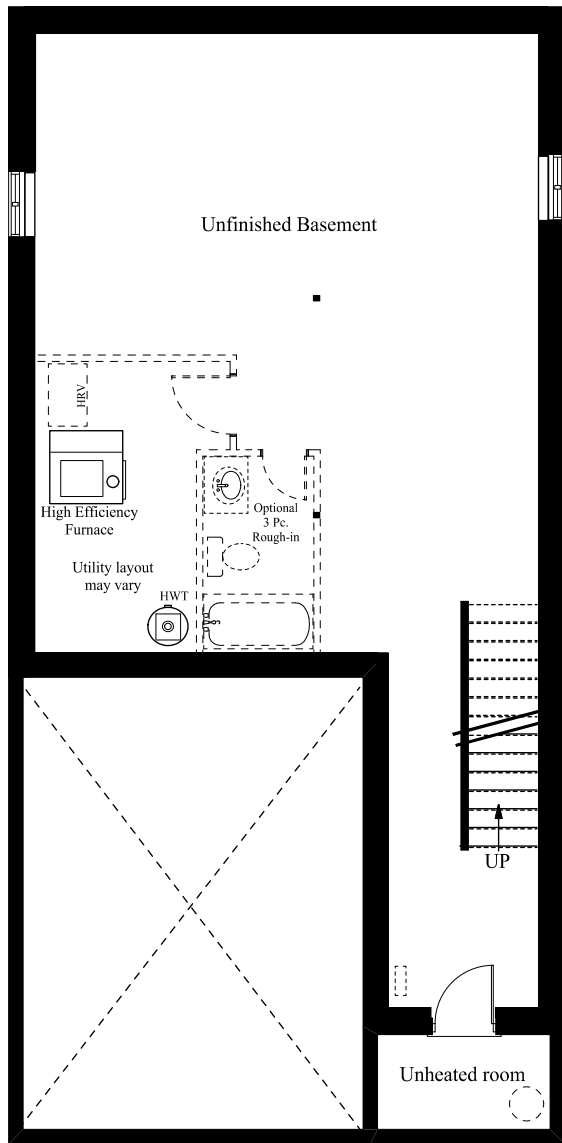 Unfinished Basement
HRV
High Efficiency
Furnace
Optional
3 Pc.
Rough-in
Utility layout
may vary
HWT
UP
Unheated room